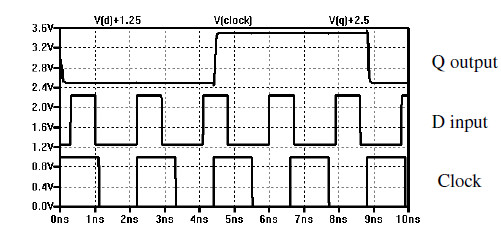 V(d)+1.25 V(clock) V(q)+2.5
3.6V
3.2V
2.8V
2.4V
2.0V
1.6V
1.2V
0.8V
0.4V
0.0V
0ns 1ns 2ns 3ns 4ns 5ns 6ns 7ns 8ns 9ns 10ns
Q output
D input
Clock